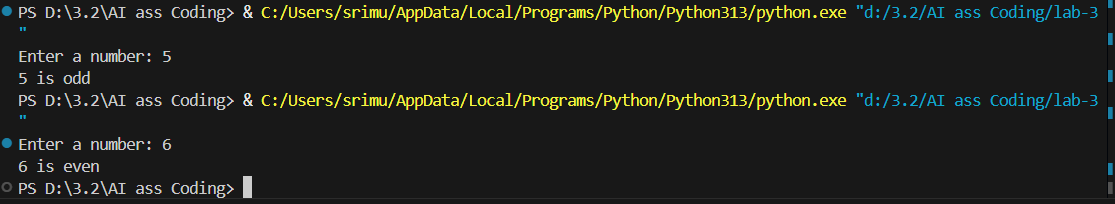 PS D:\3.2\AI ass Coding> & C:/Users/srimu/AppData/Local/Programs/Python/Python313/python.exe "d:/3.2/AI ass Coding/lab-3
"
Enter a number: 5
5 is odd
PS D:\3.2\AI ass Coding> & C:/Users/srimu/AppData/Local/Programs/Python/Python313/python.exe "d:/3.2/AI ass Coding/lab-3
"
Enter a number: 6
6 is even
PS D:\3.2\AI ass Coding>